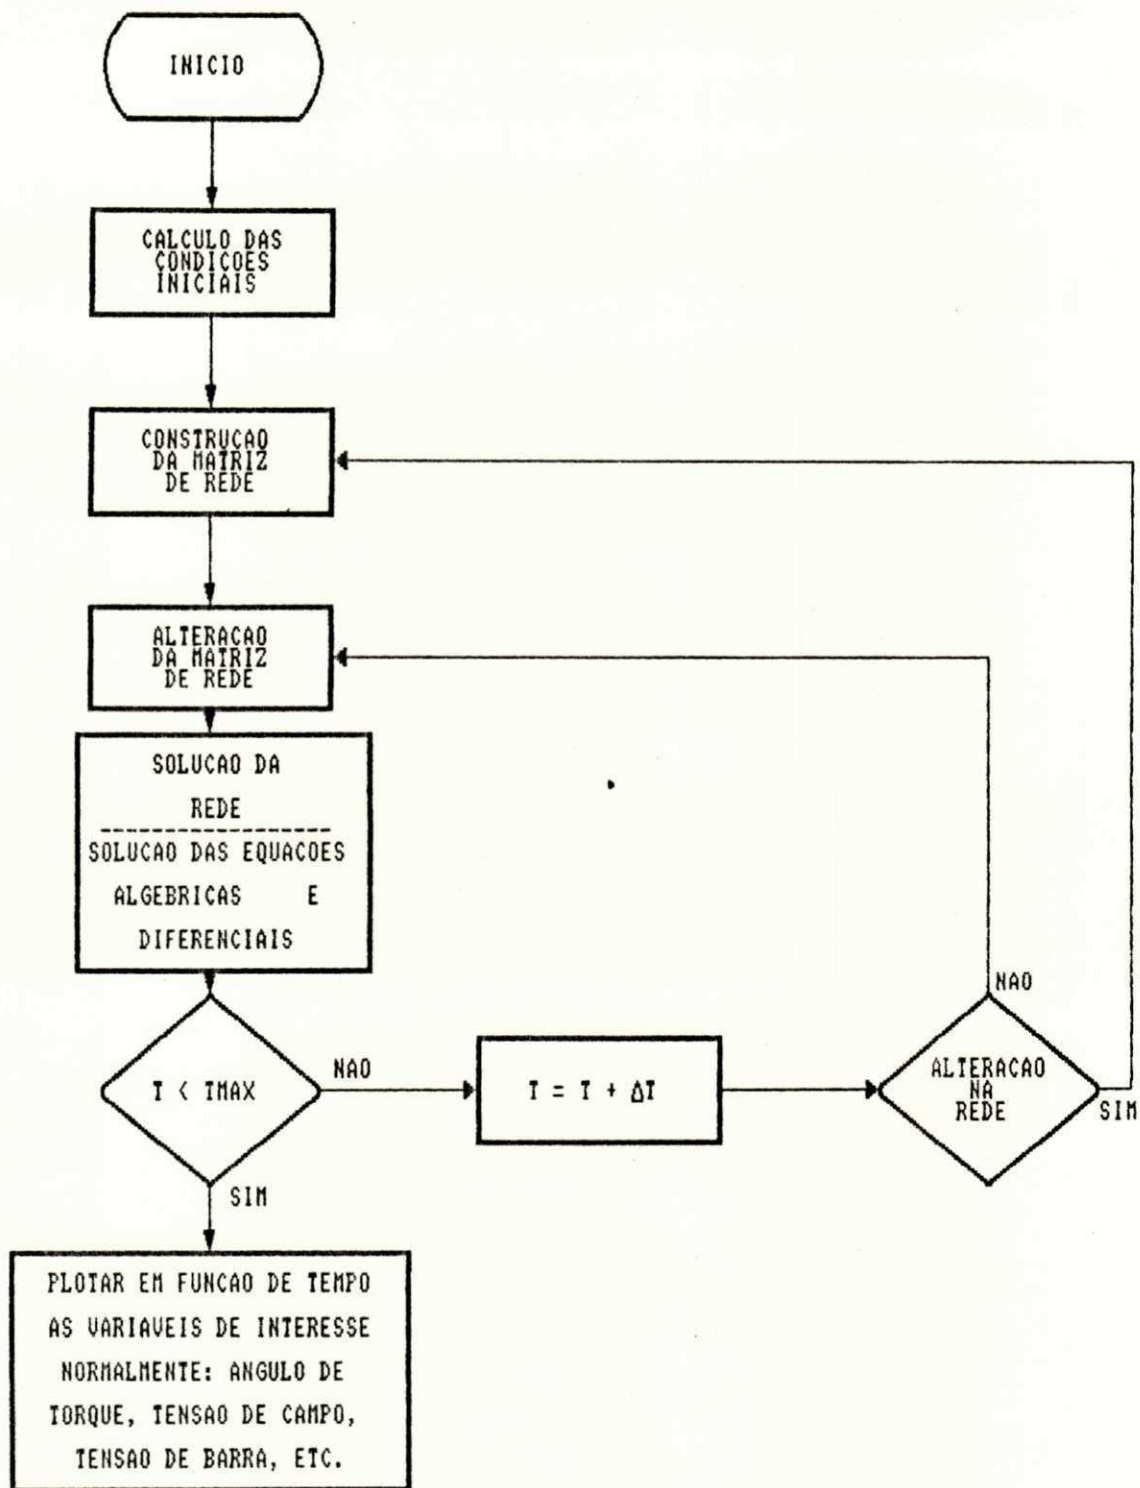 INICIO
CALCULO DAS
CONDICOES
INICIAIS
CONSTRUCAO
DA MATRIZ
DE REDE
ALTERACAO
DA MATRIZ
DE REDE
SOLUCAO DA
REDE
SOLUCAO DAS EQUACOES
ALGEBRICAS E
DIFERENCIAIS
T < TMAX
NAO
T = T + ΔT
ALTERACAO
NA
REDE
NAO
SIM
SIM
PLOTAR EM FUNCAO DE TEMPO
AS VARIAVEIS DE INTERESSE
NORMALMENTE: ANGULO DE
TORQUE, TENSAO DE CAMPO,
TENSAO DE BARRA, ETC.